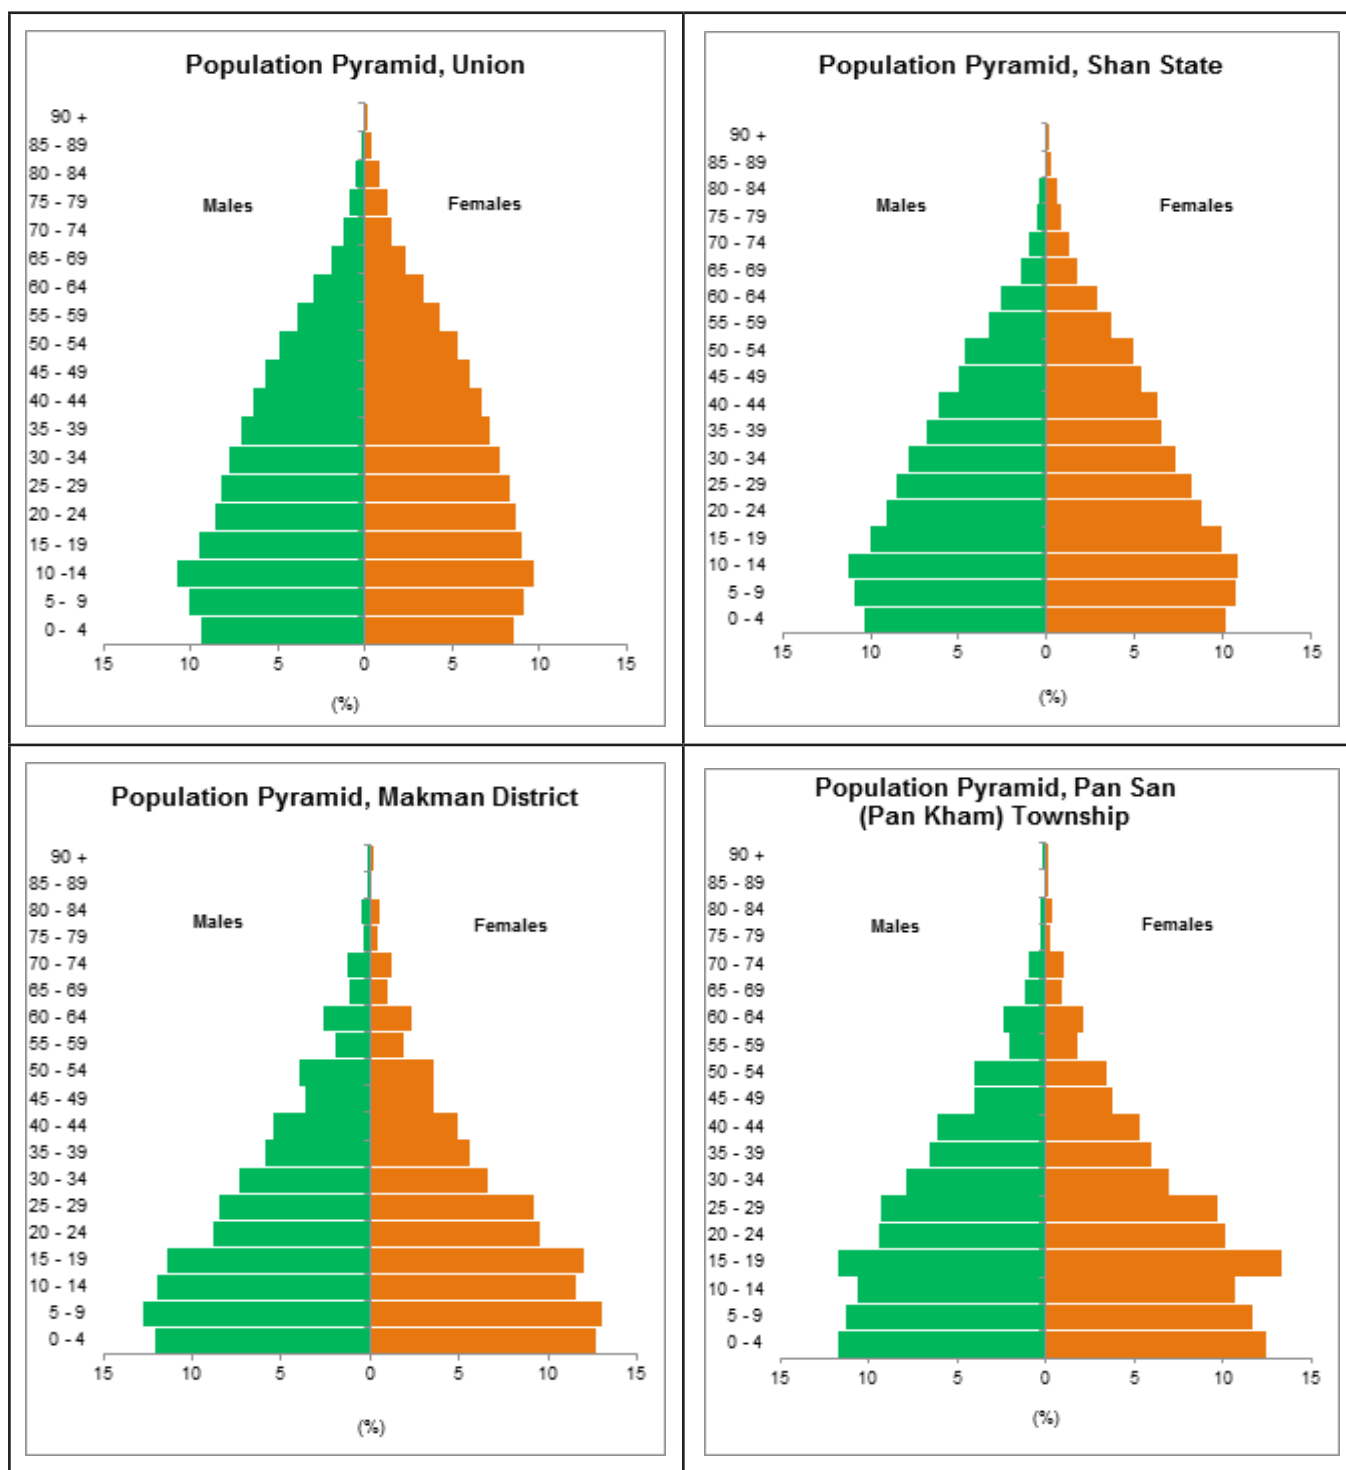 Population Pyramid, Union
90 +
85 - 89
80 - 84
75 - 79
Males
Females
70 - 74
65 - 69
60 - 64
55 - 59
50 - 54
45 - 49
40 - 44
35 - 39
30 - 34
25 - 29
20 - 24
15 - 19
10 -14
5 - 9
0 - 4
15 10 5 0 5 10 15
(%)
Population Pyramid, Shan State
90 +
85 - 89
80 - 84
75 - 79
Males
Females
70 - 74
65 - 69
60 - 64
55 - 59
50 - 54
45 - 49
40 - 44
35 - 39
30 - 34
25 - 29
20 - 24
15 - 19
10 - 14
5 - 9
0 - 4
15 10 5 0 5 10 15
(%)
Population Pyramid, Makman District
90 +
85 - 89
80 - 84
Males
Females
75 - 79
70 - 74
65 - 69
60 - 64
55 - 59
50 - 54
45 - 49
40 - 44
35 - 39
30 - 34
25 - 29
20 - 24
15 - 19
10 - 14
5 - 9
0 - 4
15 10 5 0 5 10 15
(%)
Population Pyramid, Pan San
(Pan Kham) Township
90 +
85 - 89
80 - 84
Males
Females
75 - 79
70 - 74
65 - 69
60 - 64
55 - 59
50 - 54
45 - 49
40 - 44
35 - 39
30 - 34
25 - 29
20 - 24
15 - 19
10 - 14
5 - 9
0 - 4
15 10 5 0 5 10 15
(%)